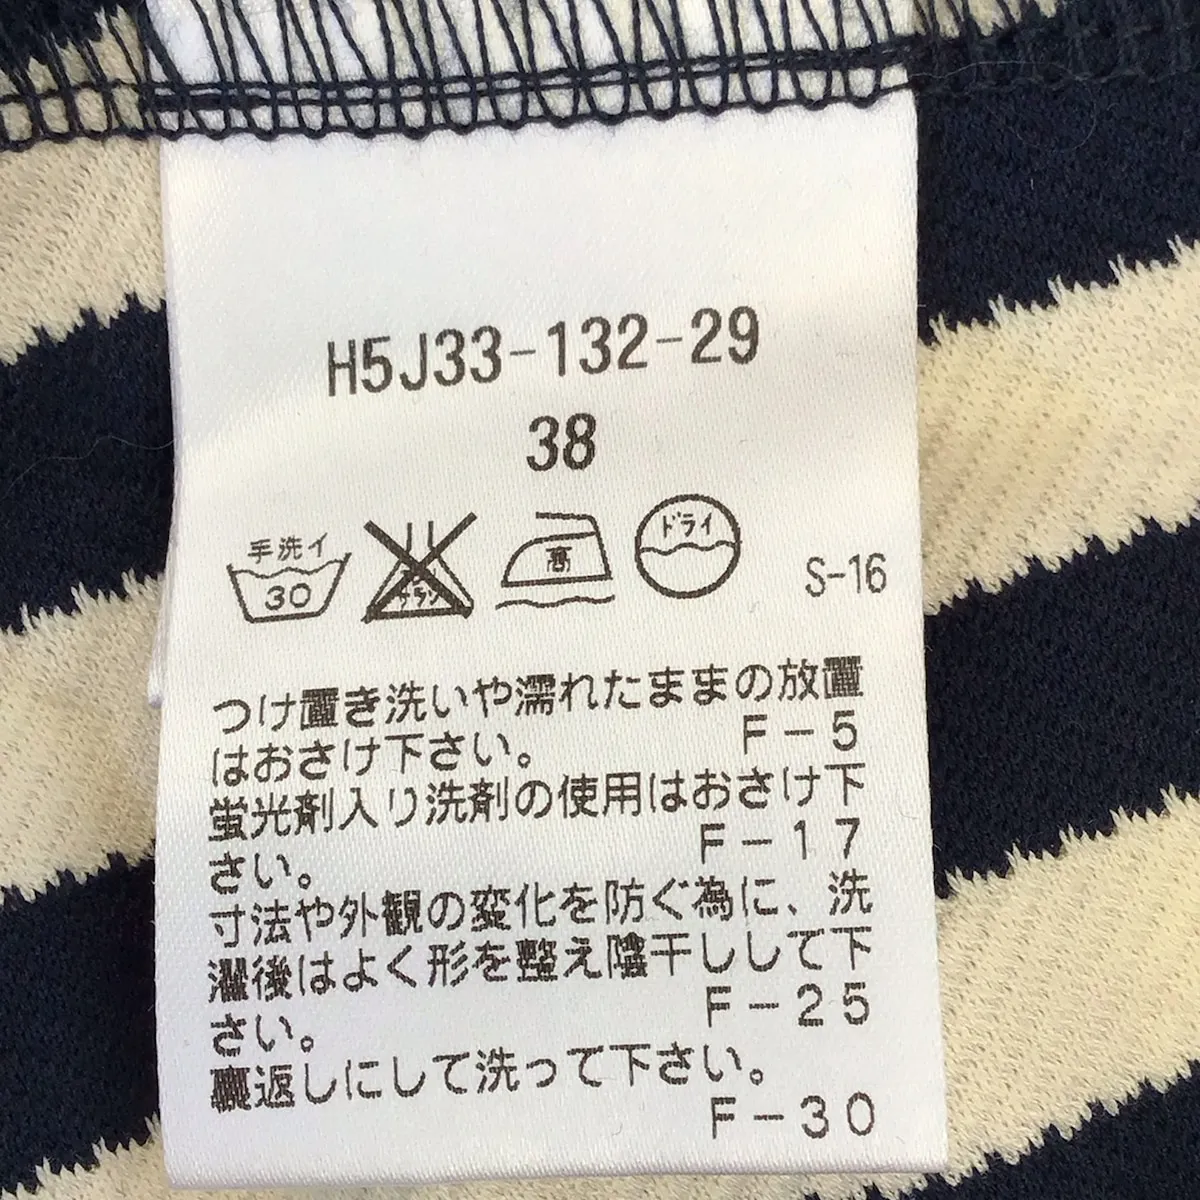 H5J33-132-29
38
手洗イ
30
高
ドライ
S-16
つけ置き洗いや濡れたままの放置
はおさけ下さい。 F-5
蛍光剤入り洗剤の使用はおさけ下
さい。 F-17
寸法や外観の変化を防ぐ為に、洗
濯後はよく形を整え陰干しして下
さい。 F-25
裏返しにして洗って下さい。
F-30